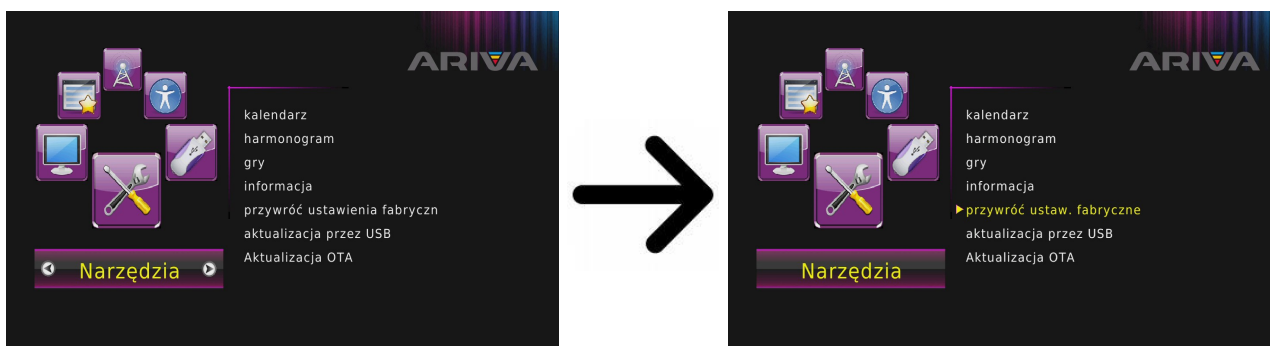 ARIVA
kalendarz
harmonogram
gry
informacja
przywróć ustawienia fabryczn
aktualizacja przez USB
Aktualizacja OTA
Narzędzia
ARIVA
kalendarz
harmonogram
gry
informacja
przywróć ustaw. fabryczne
aktualizacja przez USB
Aktualizacja OTA
Narzędzia